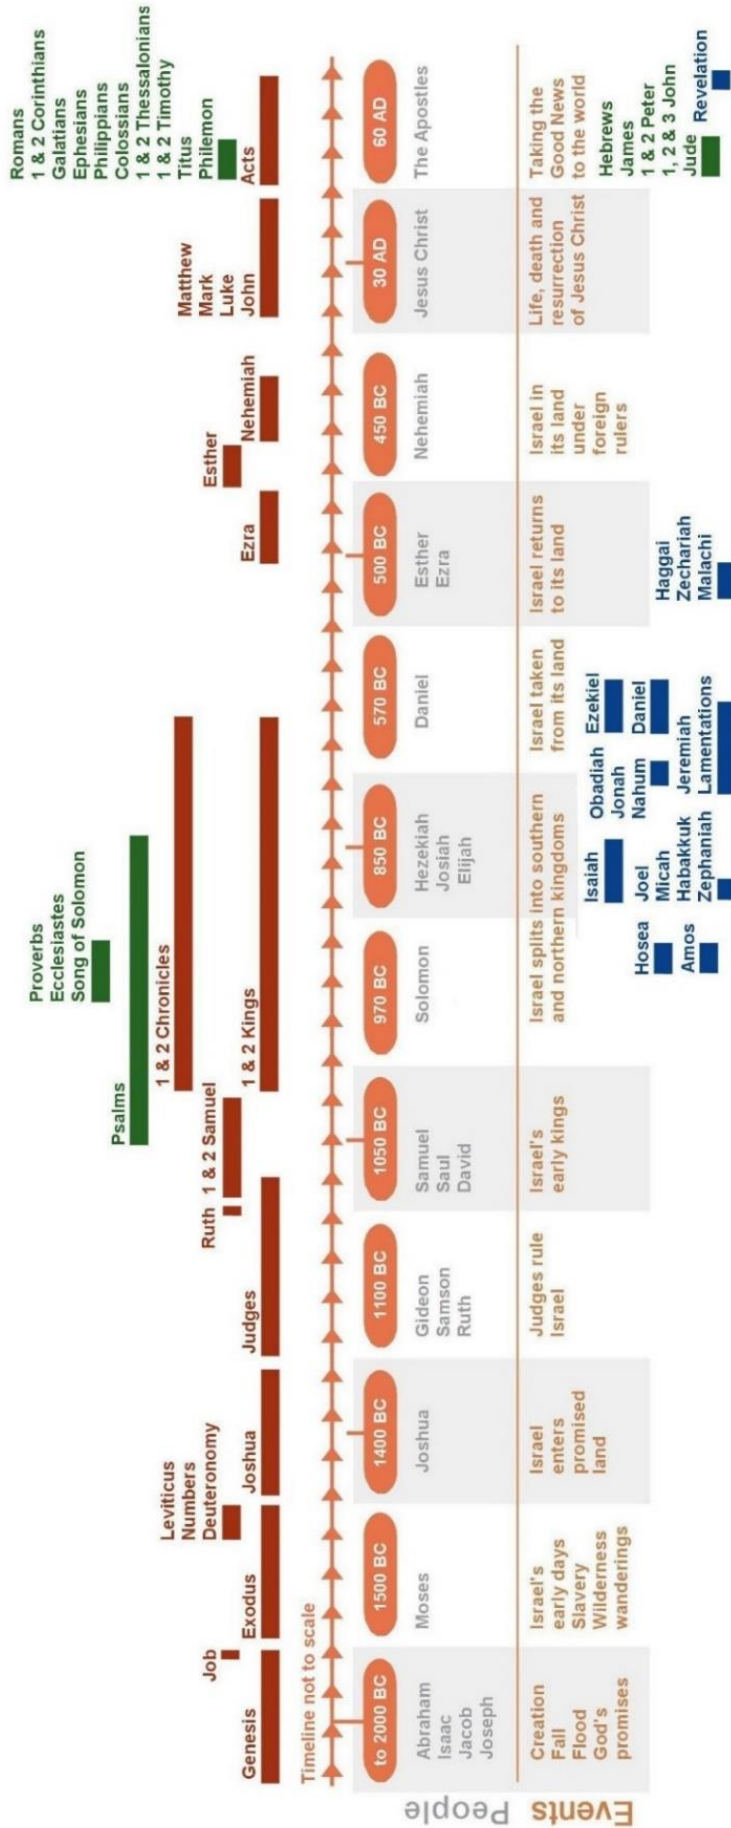 Genesis
Job
Exodus
Leviticus
Numbers
Deuteronomy
Joshua
Judges
Ruth
1 & 2 Samuel
Psalms
1 & 2 Chronicles
1 & 2 Kings
Proverbs
Ecclesiastes
Song of Solomon
Ezra
Esther
Nehemiah
Matthew
Mark
Luke
John
Romans
1 & 2 Corinthians
Galatians
Ephesians
Philippians
Colossians
1 & 2 Thessalonians
1 & 2 Timothy
Titus
Philemon
Acts
Timeline not to scale
to 2000 BC
1500 BC
1400 BC
1100 BC
1050 BC
970 BC
850 BC
570 BC
500 BC
450 BC
30 AD
60 AD
People
Abraham
Isaac
Jacob
Joseph
Moses
Joshua
Gideon
Samson
Ruth
Samuel
Saul
David
Solomon
Hezekiah
Josiah
Elijah
Daniel
Esther
Ezra
Nehemiah
Jesus Christ
The Apostles
Events
Creation
Fall
Flood
God's
promises
Israel's
early days
Slavery
Wilderness
wanderings
Israel
enters
promised
land
Judges rule
Israel
Israel's
early kings
Israel splits into southern
and northern kingdoms
Israel taken
from its land
Israel returns
to its land
Israel in
its land
under
foreign
rulers
Life, death and
resurrection
of Jesus Christ
Taking the
Good News
to the world
Hosea
Amos
Isaiah
Joel
Micah
Habakkuk
Zephaniah
Obadiah
Jonah
Nahum
Jeremiah
Lamentations
Ezekiel
Daniel
Haggai
Zechariah
Malachi
Hebrews
James
1 & 2 Peter
1, 2 & 3 John
Jude
Revelation